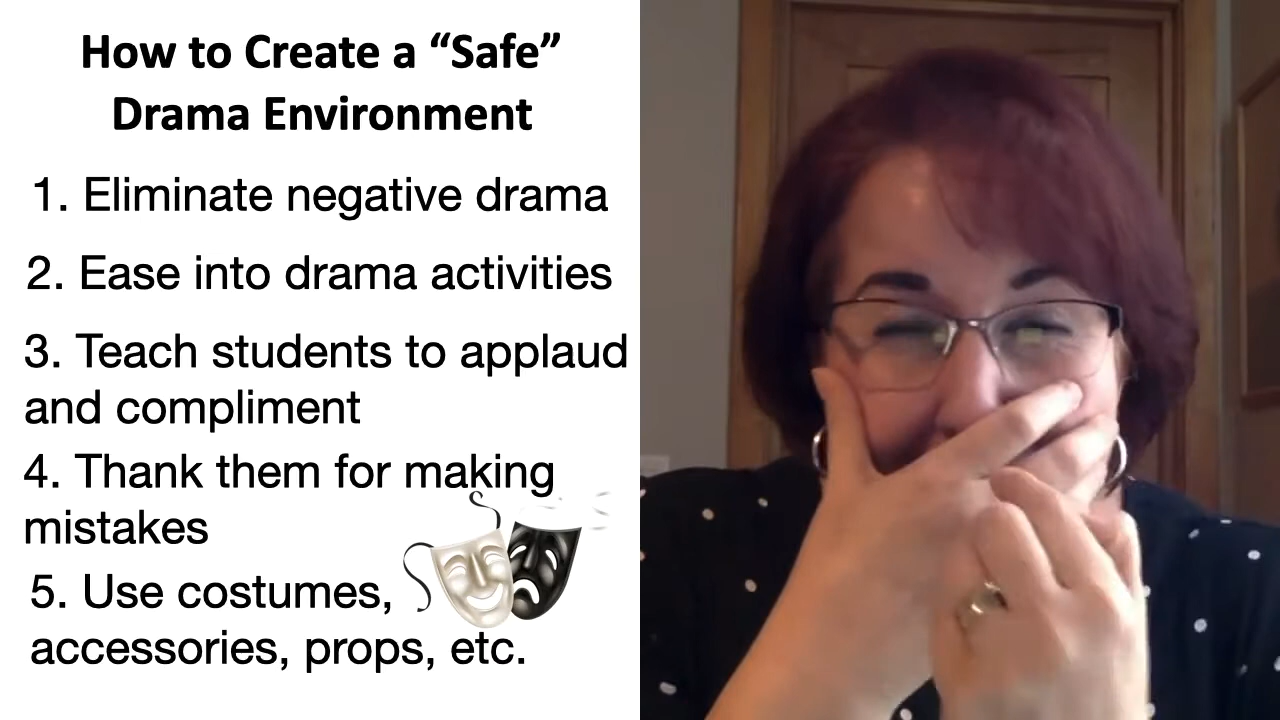 How to Create a “Safe”
Drama Environment
1. Eliminate negative drama
2. Ease into drama activities
3. Teach students to applaud
and compliment
4. Thank them for making
mistakes
5. Use costumes,
accessories, props, etc.